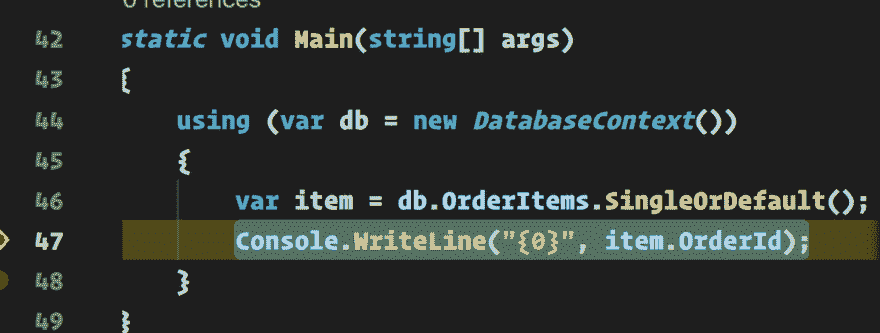 0 references
42 static void Main(string[] args)
43 {
44 using (var db = new DatabaseContext())
45 {
46 var item = db.OrderItems.SingleOrDefault();
47 Console.WriteLine("{0}", item.OrderId);
48 }
49 }